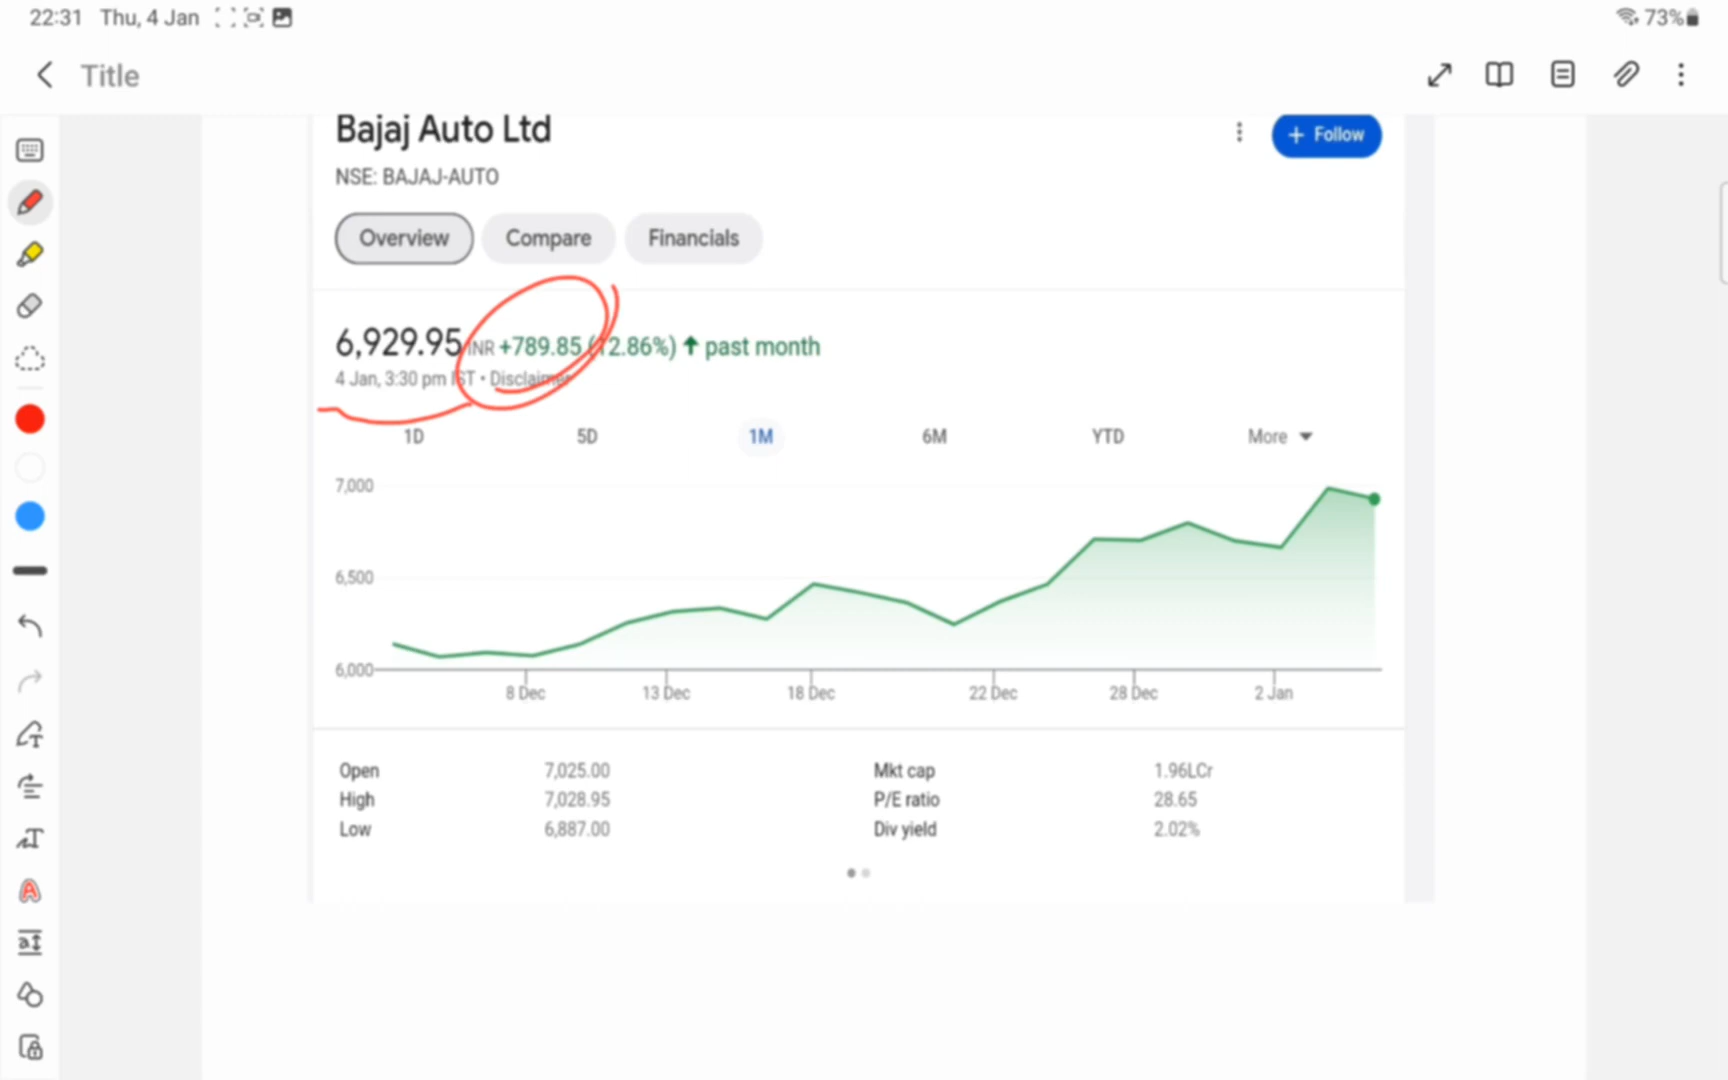 22:31 Thu, 4 Jan 73%
Title
Bajaj Auto Ltd
+ Follow
NSE: BAJAJ-AUTO
Overview Compare Financials
6,929.95 INR +789.85 (12.86%) ↑ past month
4 Jan, 3:30 pm IST • Disclaimer
1D 5D 1M 6M YTD More
7,000
6,500
6,000
8 Dec 13 Dec 18 Dec 22 Dec 28 Dec 2 Jan
Open 7,025.00 Mkt cap 1.96LCr
High 7,028.95 P/E ratio 28.65
Low 6,887.00 Div yield 2.02%